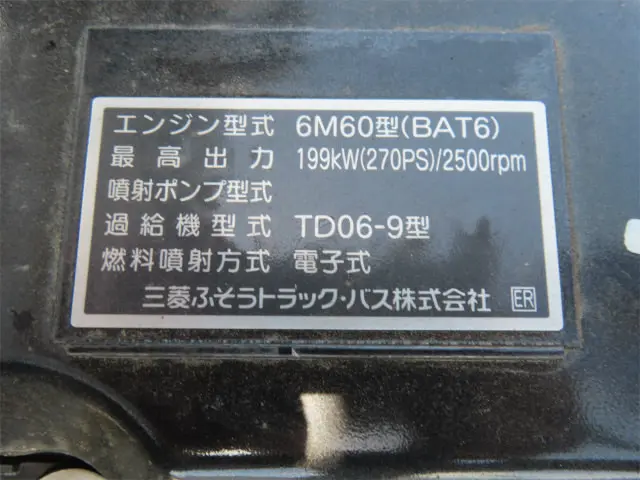 エンジン型式 6M60型(BAT6)
最高出力 199kW(270PS)/2500rpm
噴射ポンプ型式
過給機型式 TD06-9型
燃料噴射方式 電子式
三菱ふそうトラック・バス株式会社 ER